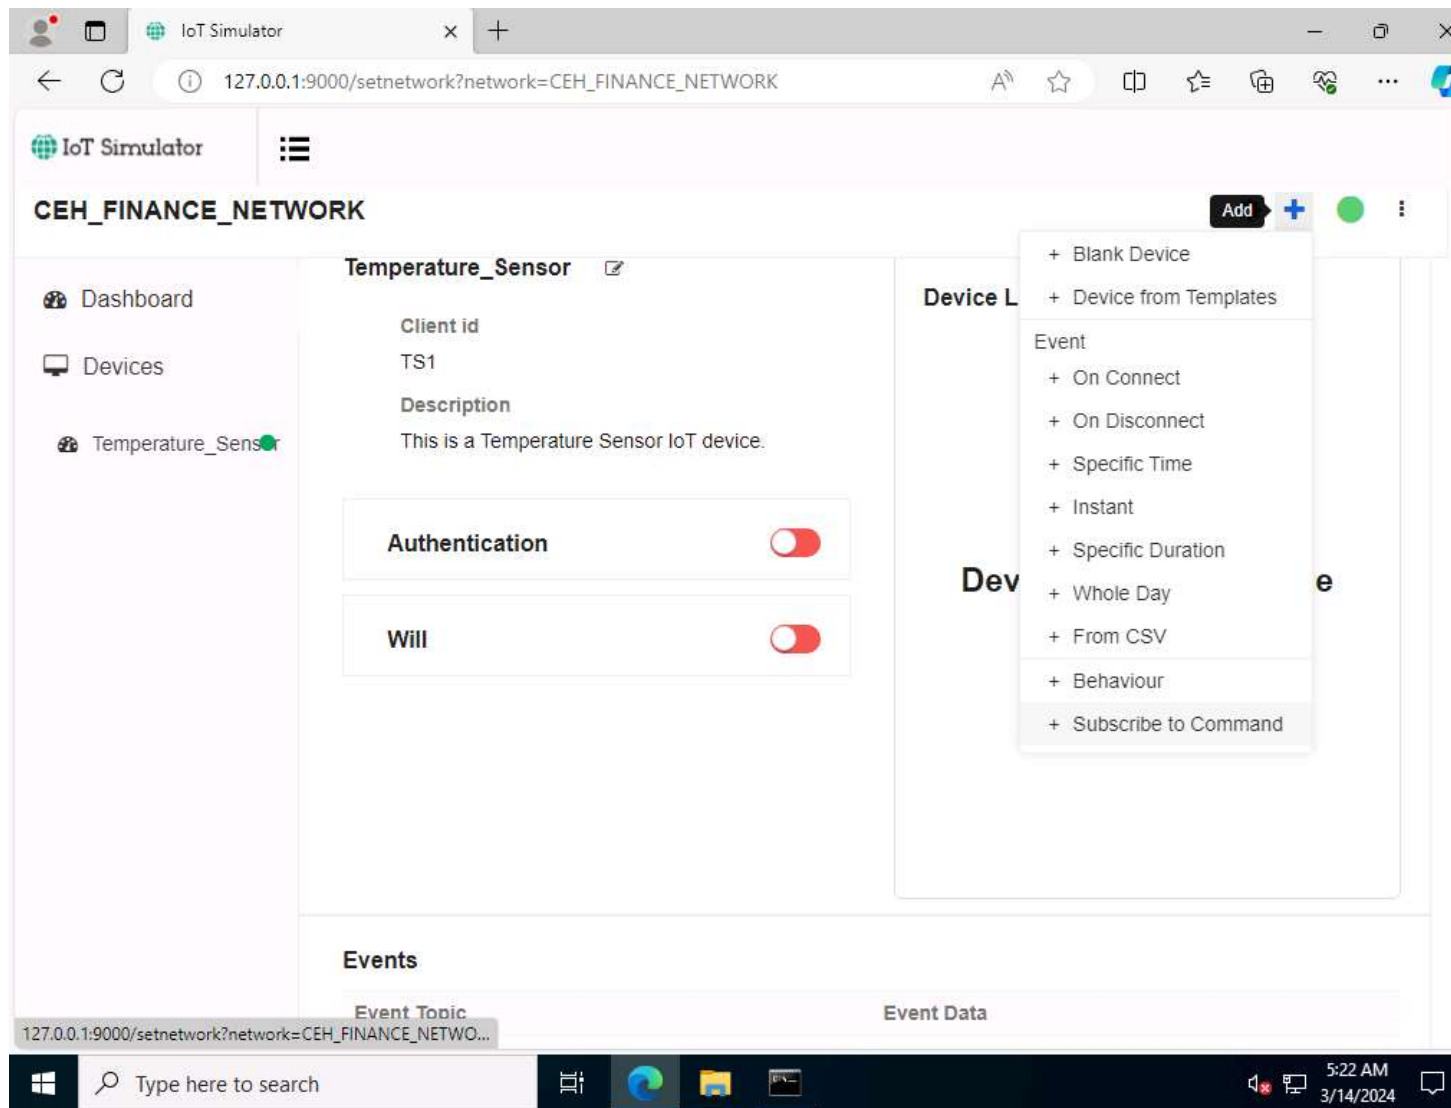 IoT Simulator
127.0.0.1:9000/setnetwork?network=CEH_FINANCE_NETWORK
IoT Simulator
CEH_FINANCE_NETWORK
Add
Dashboard
Devices
Temperature_Sensor
Temperature_Sensor
Client id
TS1
Description
This is a Temperature Sensor IoT device.
Authentication
Will
Device L
Dev
e
+ Blank Device
+ Device from Templates
Event
+ On Connect
+ On Disconnect
+ Specific Time
+ Instant
+ Specific Duration
+ Whole Day
+ From CSV
+ Behaviour
+ Subscribe to Command
Events
Event Topic Event Data
127.0.0.1:9000/setnetwork?network=CEH_FINANCE_NETWO...
Type here to search
5:22 AM
3/14/2024